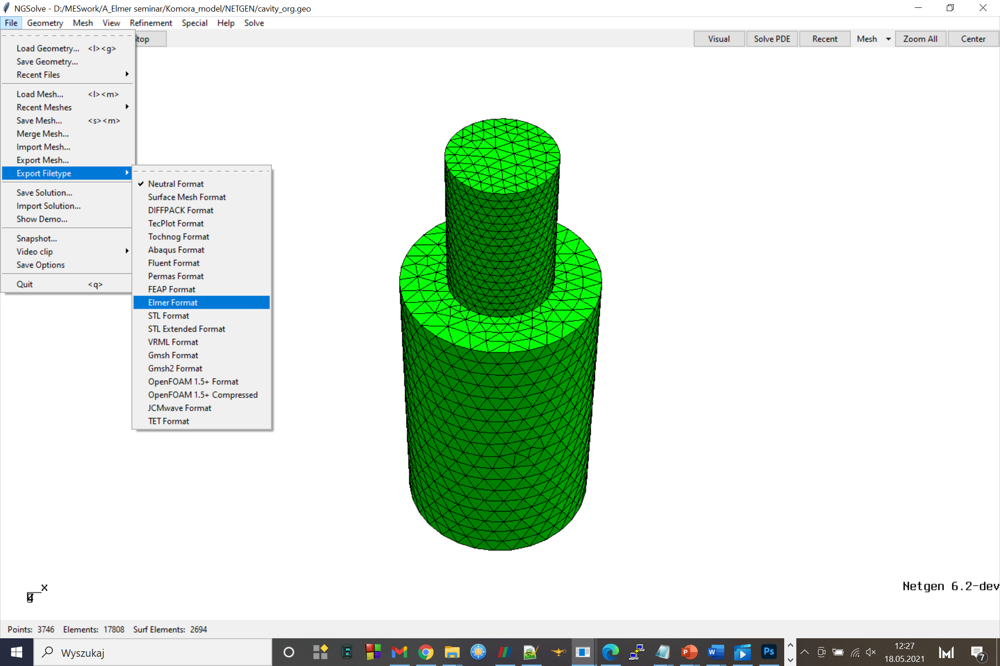 NGSolve - D:/MESwork/A_Elmer seminar/Komora_model/NETGEN/cavity_org.geo
File Geometry Mesh View Refinement Special Help Solve
Visual Solve PDE Recent Mesh Zoom All Center
Load Geometry... <l><g>
Save Geometry...
Recent Files
Load Mesh... <l><m>
Recent Meshes
Save Mesh... <s><m>
Merge Mesh...
Import Mesh...
Export Mesh...
Export Filetype
Save Solution...
Import Solution...
Show Demo...
Snapshot...
Video clip
Save Options
Quit <q>
Neutral Format
Surface Mesh Format
DIFFPACK Format
TecPlot Format
Tochnog Format
Abaqus Format
Fluent Format
Permas Format
FEAP Format
Elmer Format
STL Format
STL Extended Format
VRML Format
Gmsh Format
Gmsh2 Format
OpenFOAM 1.5+ Format
OpenFOAM 1.5+ Compressed
JCMwave Format
TET Format
x
Netgen 6.2-dev
Points: 3746 Elements: 17808 Surf Elements: 2694
Wyszukaj
P W Ps
12:27
18.05.2021
7